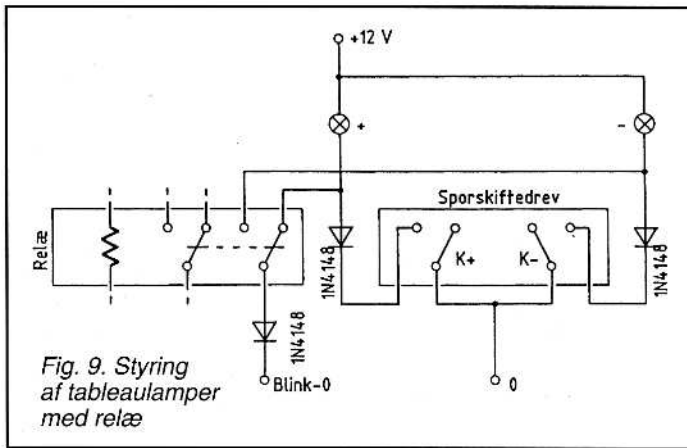 +12 V
+
-
Sporskiftedrev
Relæ
1N4148
K+
K-
1N4148
1N4148
Blink-0
0
Fig. 9. Styring
af tableaulamper
med relæ